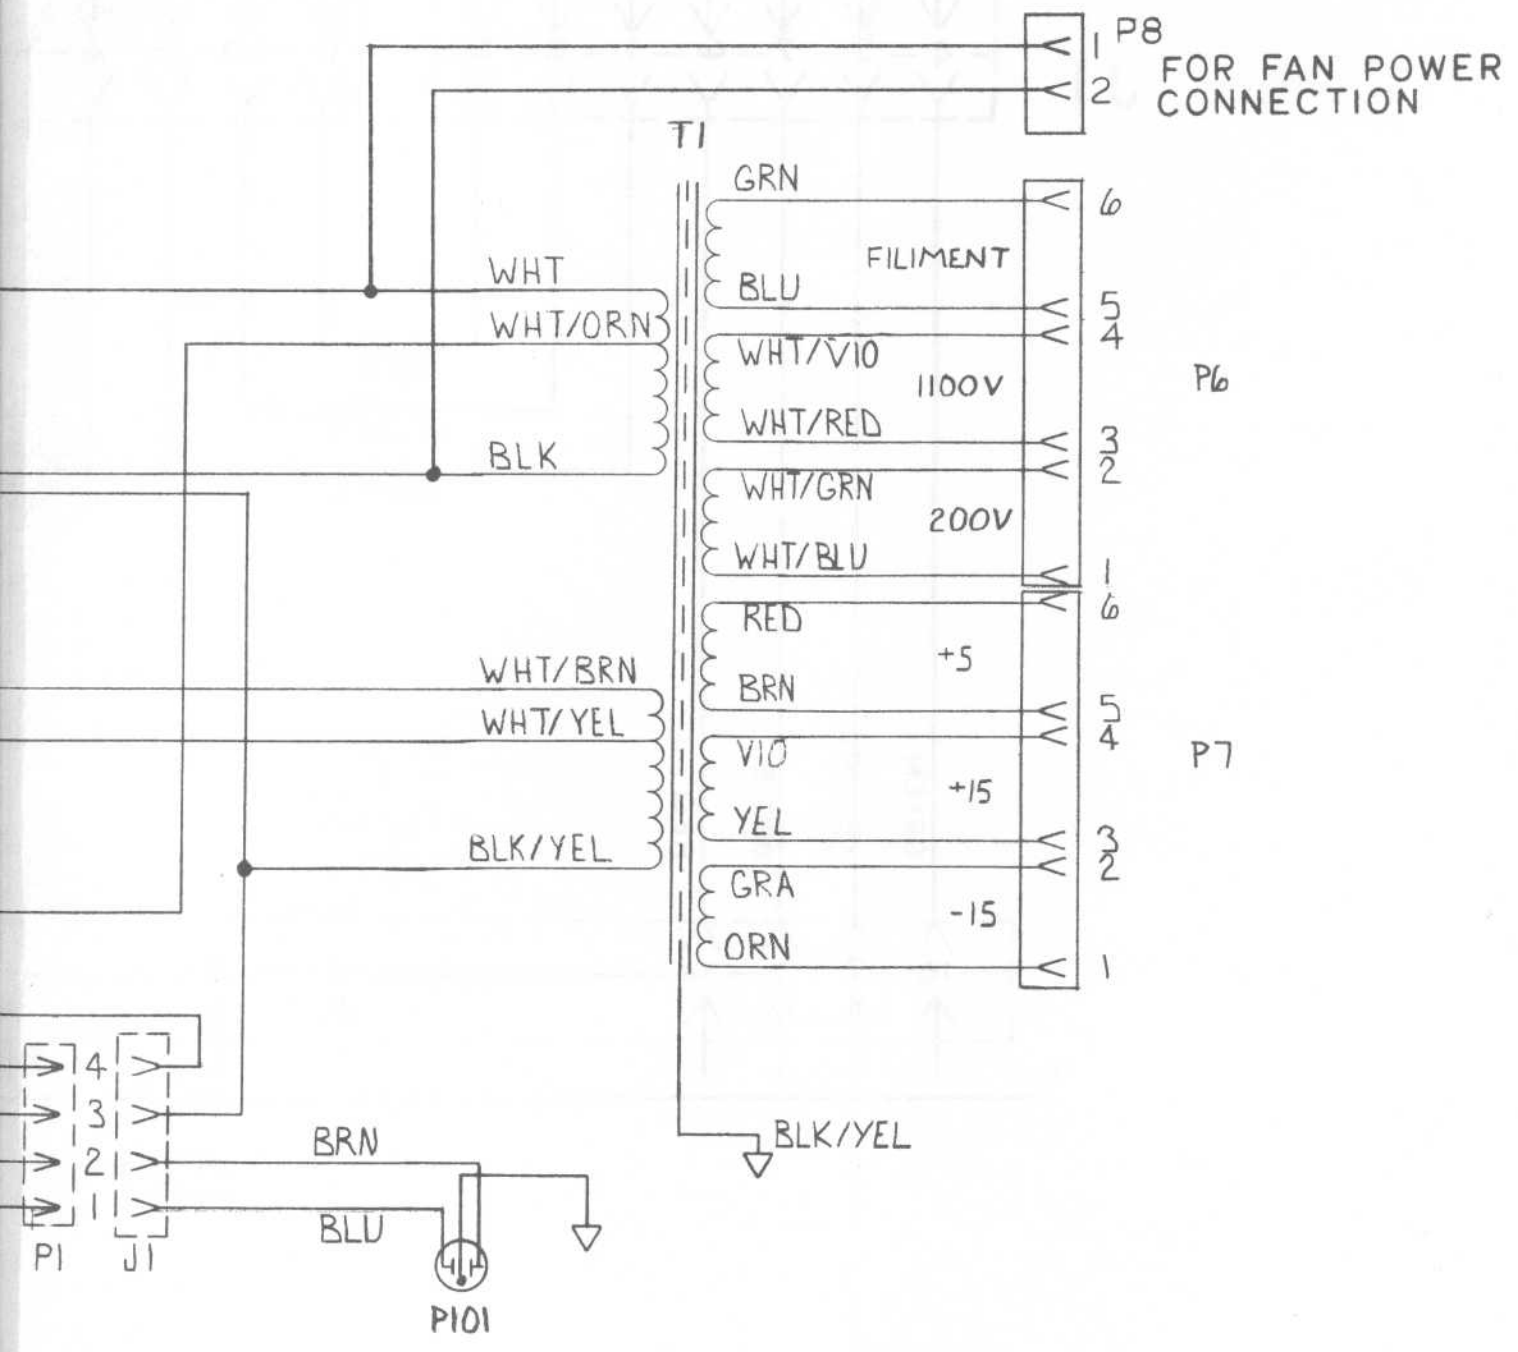 1 P8
FOR FAN POWER
2 CONNECTION
T1
GRN
6
FILIMENT
WHT
BLU
5
WHT/ORN
4
WHT/VIO
1100V
P6
WHT/RED
3
BLK
2
WHT/GRN
200V
WHT/BLU
1
6
RED
+5
WHT/BRN
BRN
5
WHT/YEL
4
VIO
P7
+15
YEL
3
BLK/YEL
2
GRA
-15
ORN
1
4
3
BLK/YEL
BRN
2
1
BLU
P1
J1
P101